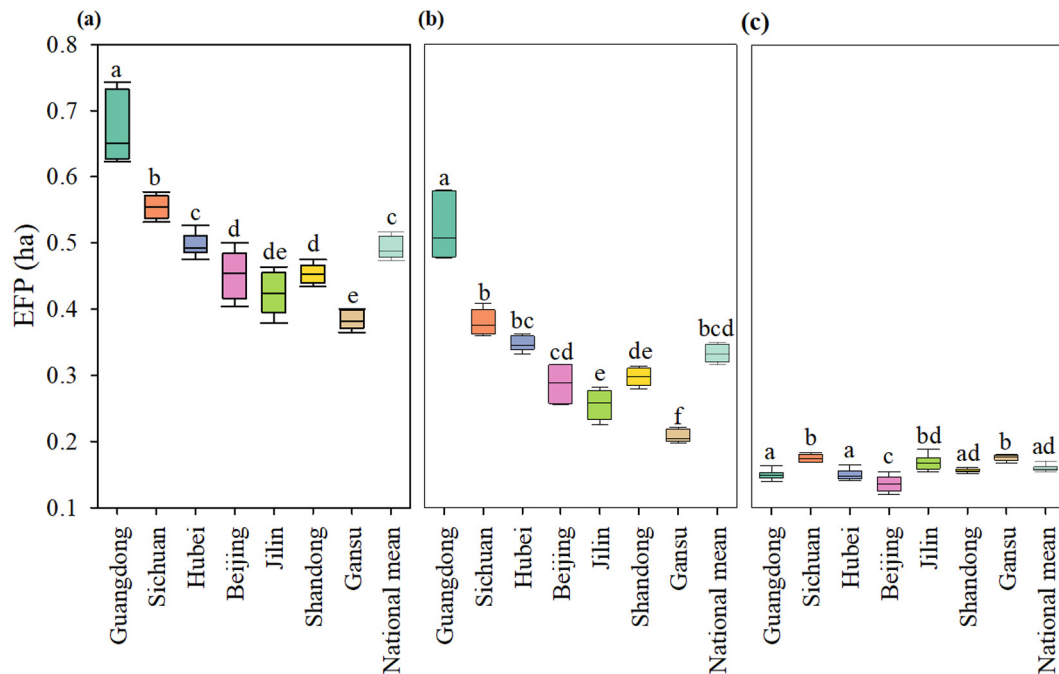 (a)
(b)
(c)
EFP (ha)
0.8
0.7
0.6
0.5
0.4
0.3
0.2
0.1
a
b
c
d
de
d
e
c
a
b
bc
cd
e
de
f
bcd
a
b
a
c
bd
ad
b
ad
Guangdong
Sichuan
Hubei
Beijing
Jilin
Shandong
Gansu
National mean
Guangdong
Sichuan
Hubei
Beijing
Jilin
Shandong
Gansu
National mean
Guangdong
Sichuan
Hubei
Beijing
Jilin
Shandong
Gansu
National mean